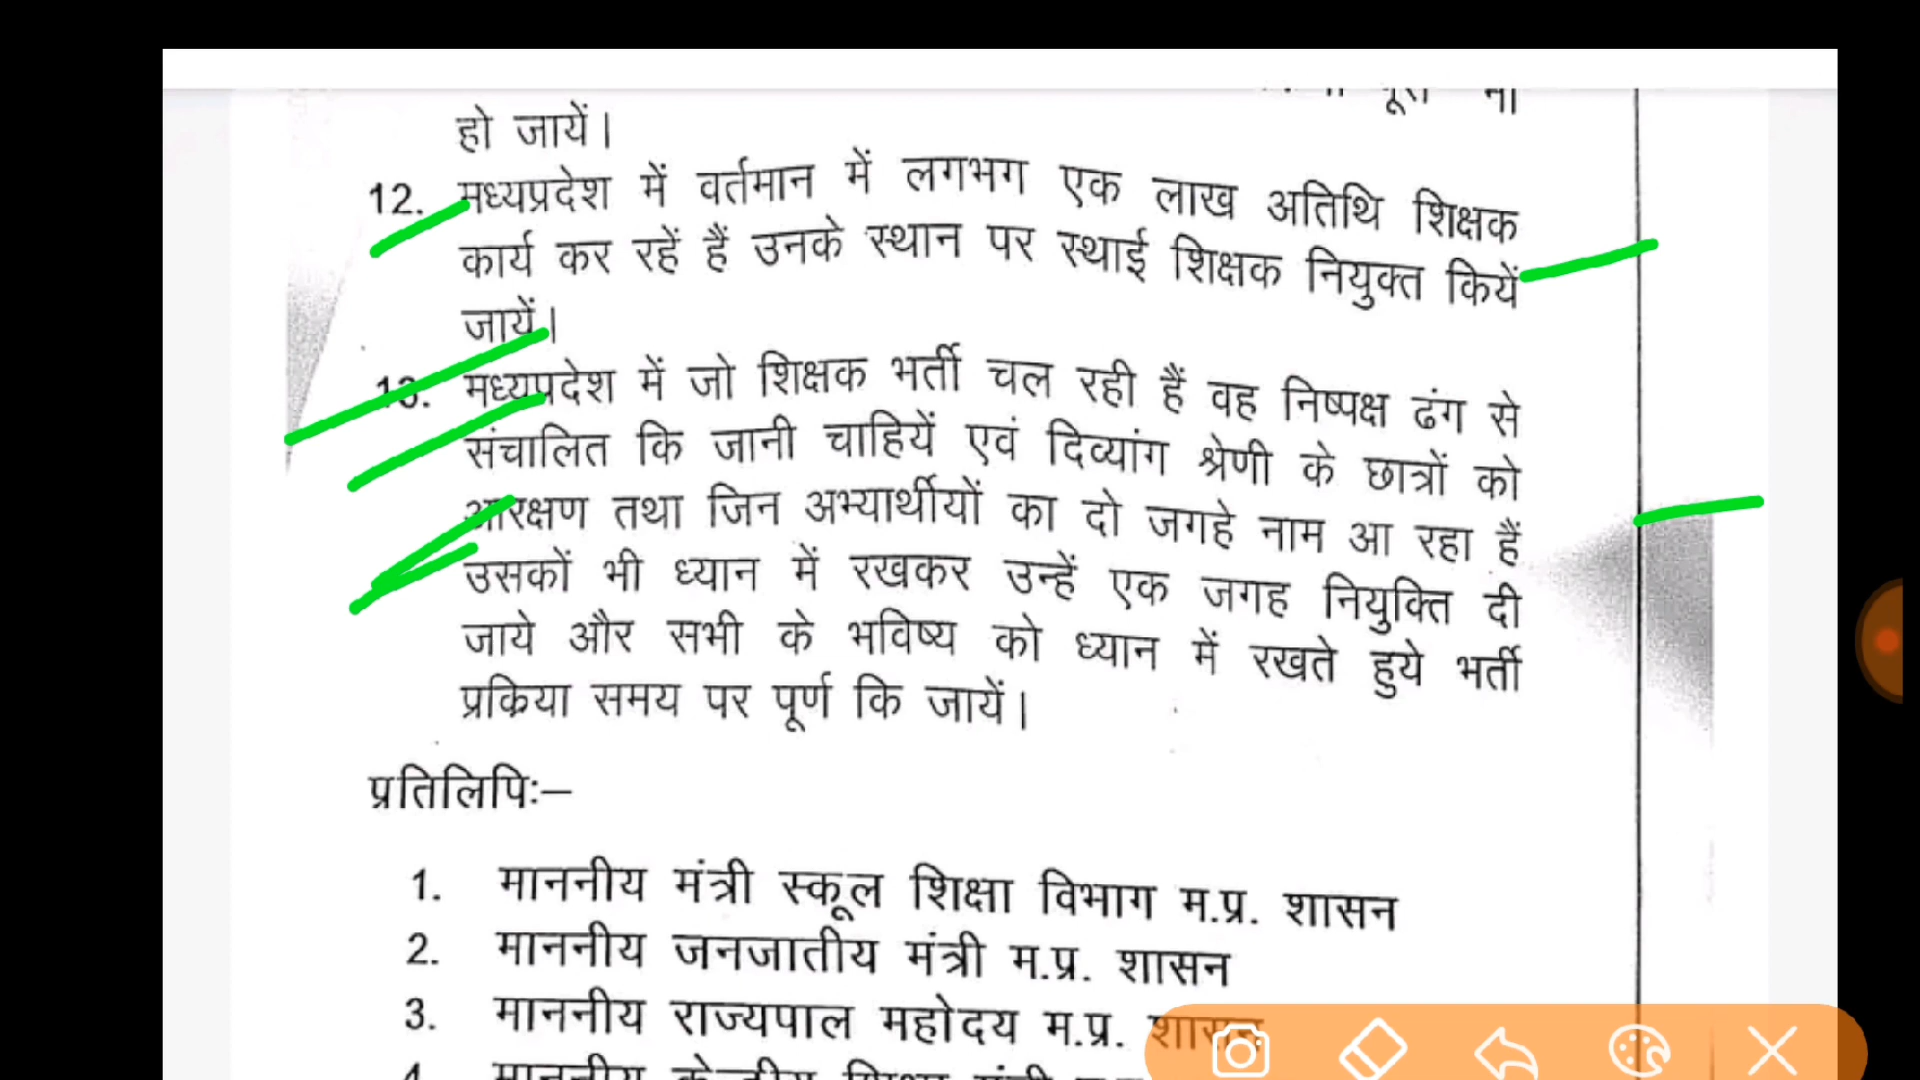 हो जायें।
12. मध्यप्रदेश में वर्तमान में लगभग एक लाख अतिथि शिक्षक
कार्य कर रहें हैं उनके स्थान पर स्थाई शिक्षक नियुक्त कियें
जायें।
13. मध्यप्रदेश में जो शिक्षक भर्ती चल रही हैं वह निष्पक्ष ढंग से
संचालित कि जानी चाहियें एवं दिव्यांग श्रेणी के छात्रों को
आरक्षण तथा जिन अभ्यार्थीयों का दो जगहे नाम आ रहा हैं
उसकों भी ध्यान में रखकर उन्हें एक जगह नियुक्ति दी
जाये और सभी के भविष्य को ध्यान में रखते हुये भर्ती
प्रकिया समय पर पूर्ण कि जायें।
प्रतिलिपिः–
1. माननीय मंत्री स्कूल शिक्षा विभाग म.प्र. शासन
2. माननीय जनजातीय मंत्री म.प्र. शासन
3. माननीय राज्यपाल महोदय म.प्र. शासन